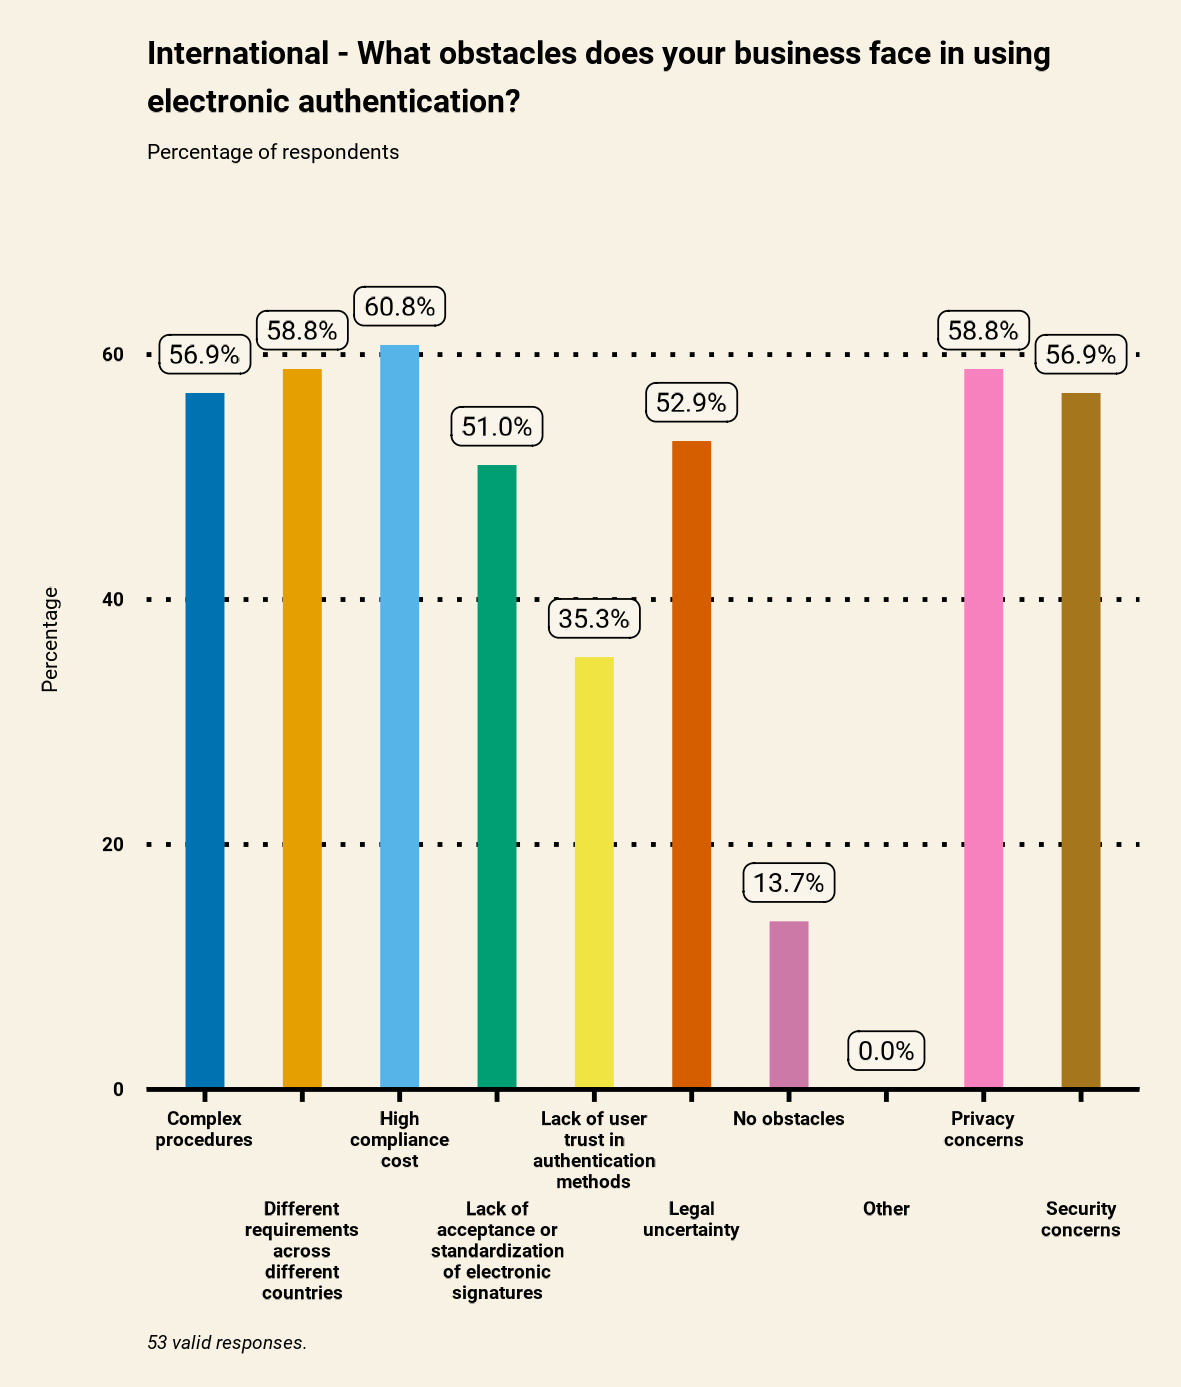 International - What obstacles does your business face in using
electronic authentication?
Percentage of respondents
60.8%
58.8%
58.8%
56.9%
56.9%
60
52.9%
51.0%
40
35.3%
Percentage
20
13.7%
0.0%
0
Complex
procedures
High
compliance
cost
Lack of user
trust in
authentication
methods
No obstacles
Privacy
concerns
Different
requirements
across
different
countries
Lack of
acceptance or
standardization
of electronic
signatures
Legal
uncertainty
Other
Security
concerns
53 valid responses.